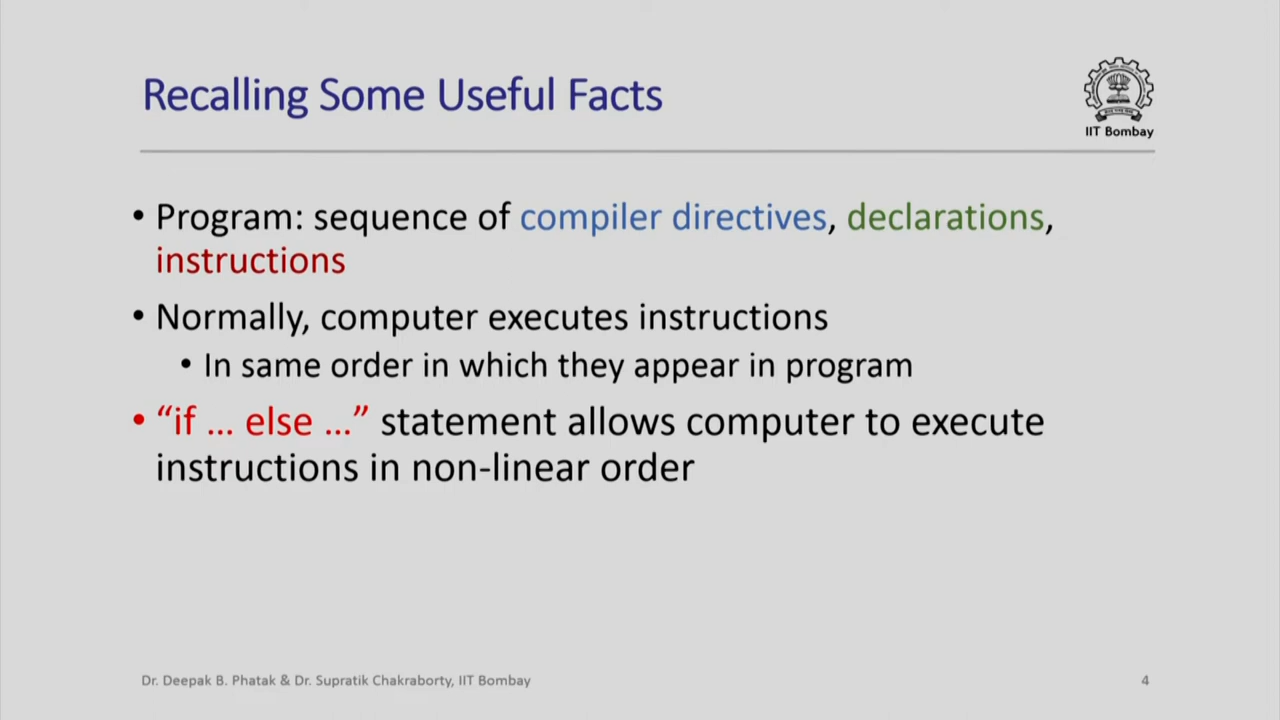 Recalling Some Useful Facts
IIT Bombay
• Program: sequence of compiler directives, declarations,
instructions
• Normally, computer executes instructions
• In same order in which they appear in program
• “if ... else ...” statement allows computer to execute
instructions in non-linear order
Dr. Deepak B. Phatak & Dr. Supratik Chakraborty, IIT Bombay
4